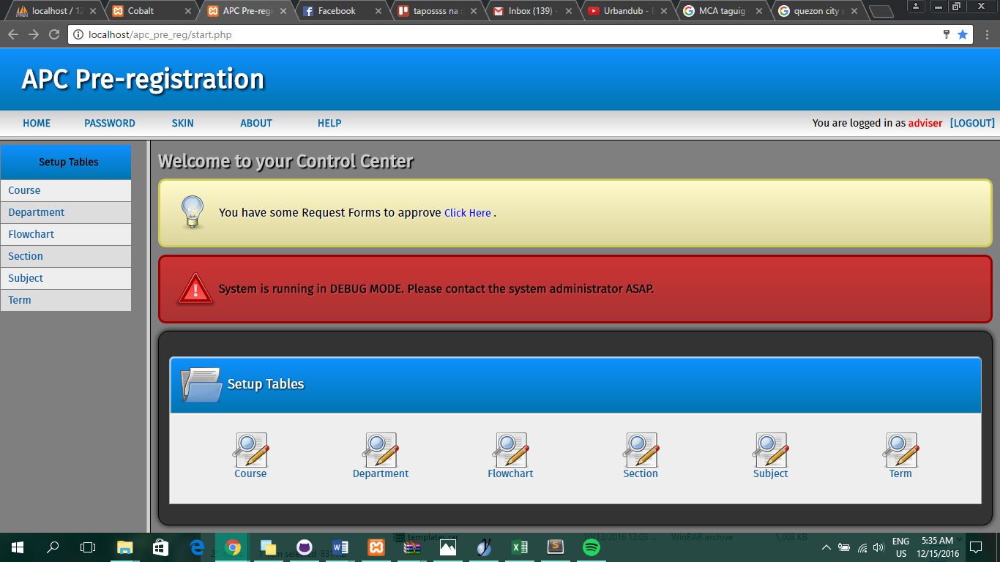 localhost / 12
Cobalt
APC Pre-reg
Facebook
tapossss na :
Inbox (139) -
Urbandub -
MCA taguig
quezon city s
localhost/apc_pre_reg/start.php
APC Pre-registration
HOME PASSWORD SKIN ABOUT HELP
You are logged in as adviser [LOGOUT]
Setup Tables
Course
Department
Flowchart
Section
Subject
Term
Welcome to your Control Center
You have some Request Forms to approve Click Here .
System is running in DEBUG MODE. Please contact the system administrator ASAP.
Setup Tables
Course Department Flowchart Section Subject Term
templates.rar 10/13/2016 12:03 ... WinRAR archive 1,008 KB
1 item selected 831 KB
ENG
US
5:35 AM
12/15/2016